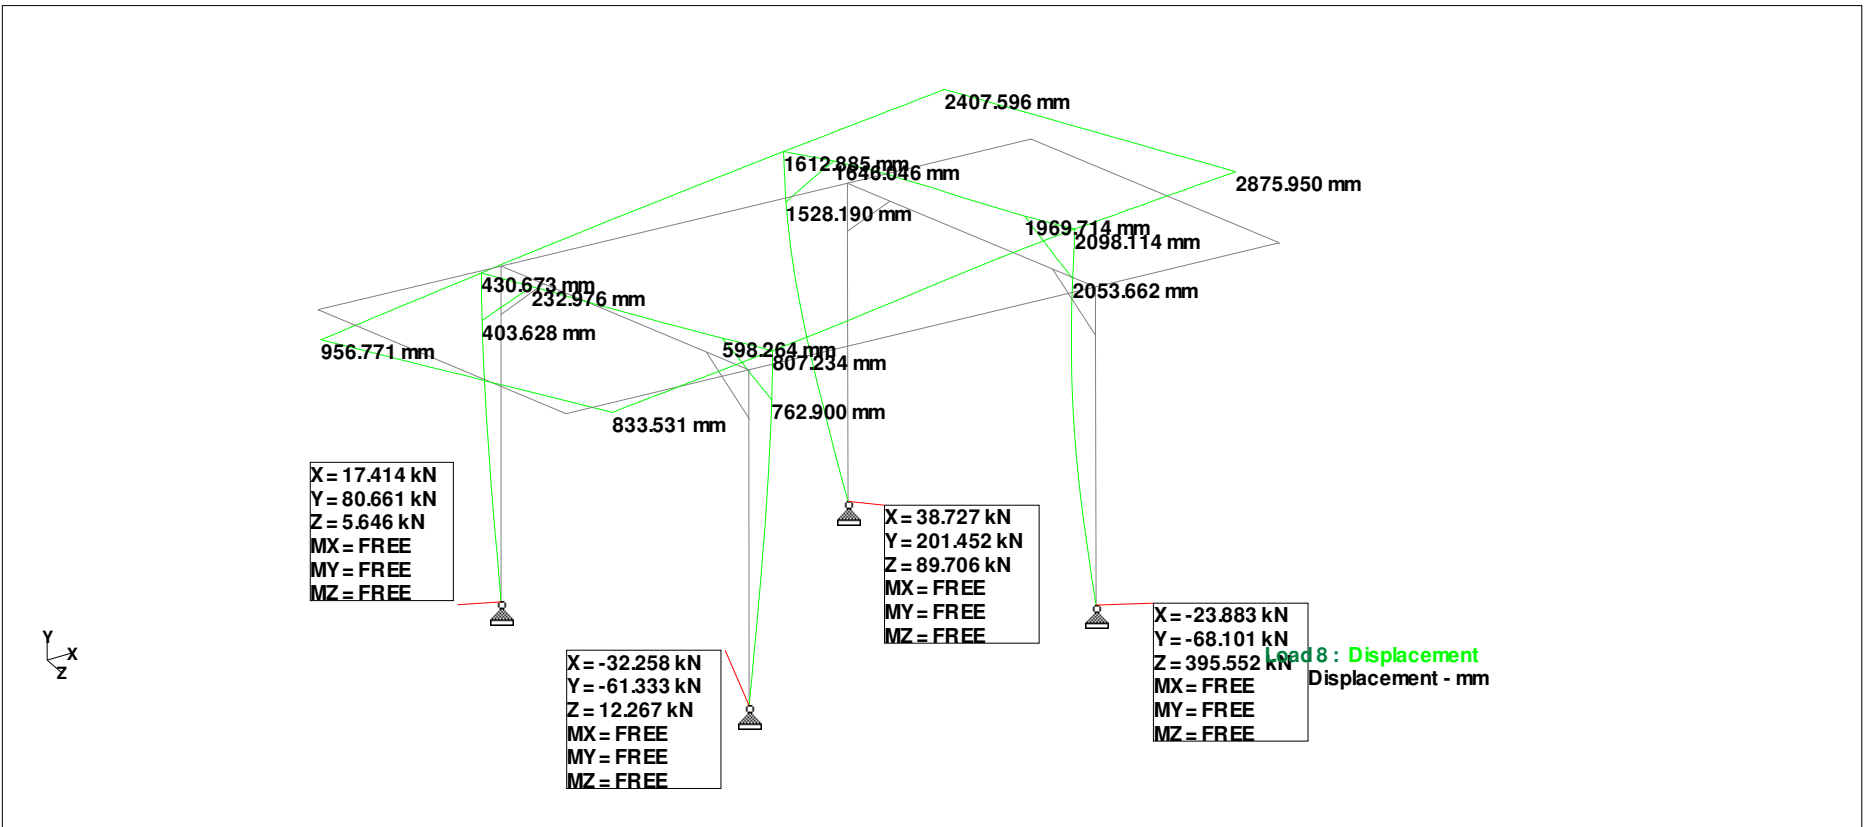 2407.596 mm
1612.885 mm
1646.046 mm
2875.950 mm
1528.190 mm
1969.714 mm
2098.114 mm
430.673 mm
232.976 mm
2053.662 mm
403.628 mm
956.771 mm
598.264 mm
807.234 mm
762.900 mm
833.531 mm
X = 17.414 kN
Y = 80.661 kN
Z = 5.646 kN
MX = FREE
MY = FREE
MZ = FREE
X = 38.727 kN
Y = 201.452 kN
Z = 89.706 kN
MX = FREE
MY = FREE
MZ = FREE
X = -23.883 kN
Y = -68.101 kN
Z = 395.552 kN
MX = FREE
MY = FREE
MZ = FREE
Load 8 : Displacement
Displacement - mm
X = -32.258 kN
Y = -61.333 kN
Z = 12.267 kN
MX = FREE
MY = FREE
MZ = FREE
Y
X
Z